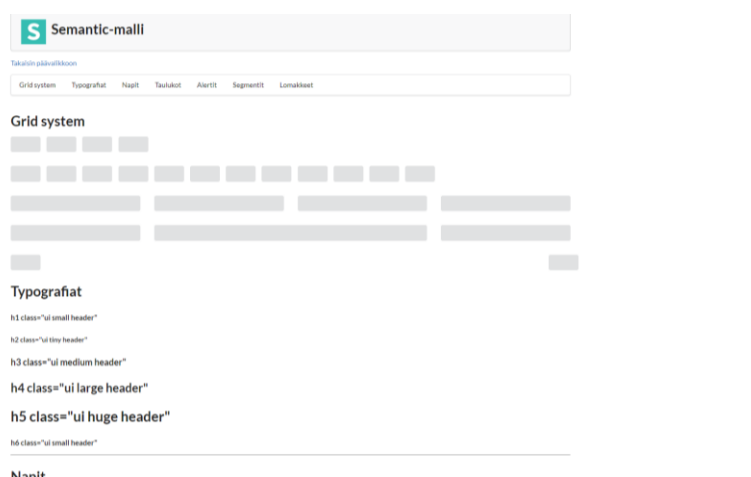 S Semantic-malli
Takaisin päävalikkoon
Grid system Typografiat Napit Taulukot Alertit Segmentit Lomakkeet
Grid system
Typografiat
h1 class="ui small header"
h2 class="ui tiny header"
h3 class="ui medium header"
h4 class="ui large header"
h5 class="ui huge header"
h6 class="ui small header"
Napit